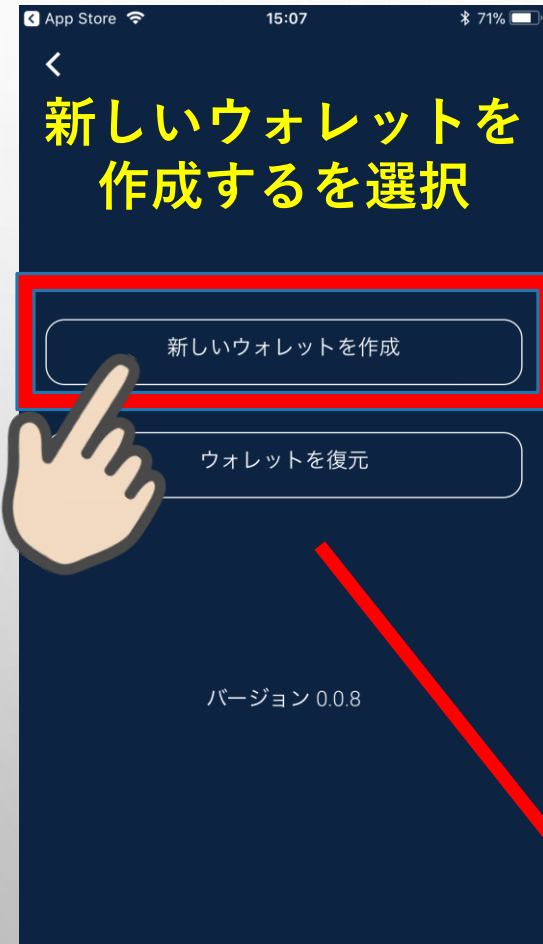 App Store 15:07 71%
新しいウォレットを
作成するを選択
新しいウォレットを作成
ウォレットを復元
バージョン 0.0.8